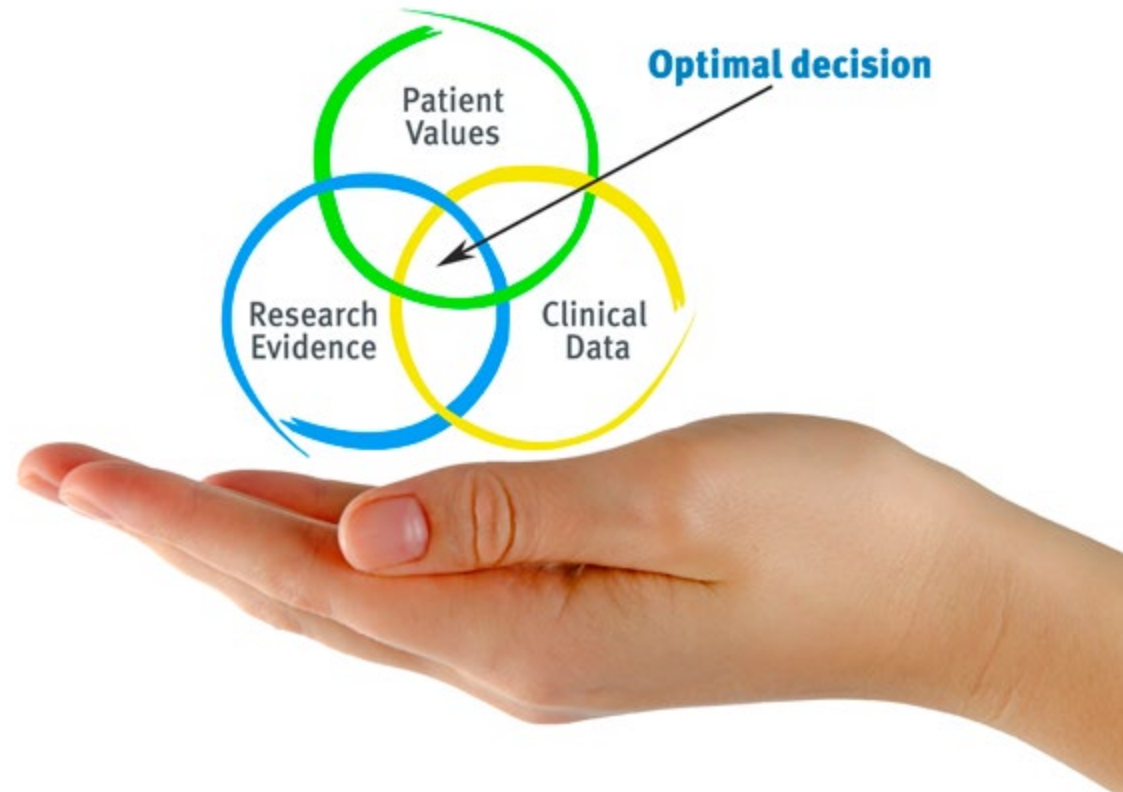 Optimal decision
Patient
Values
Research
Evidence
Clinical
Data